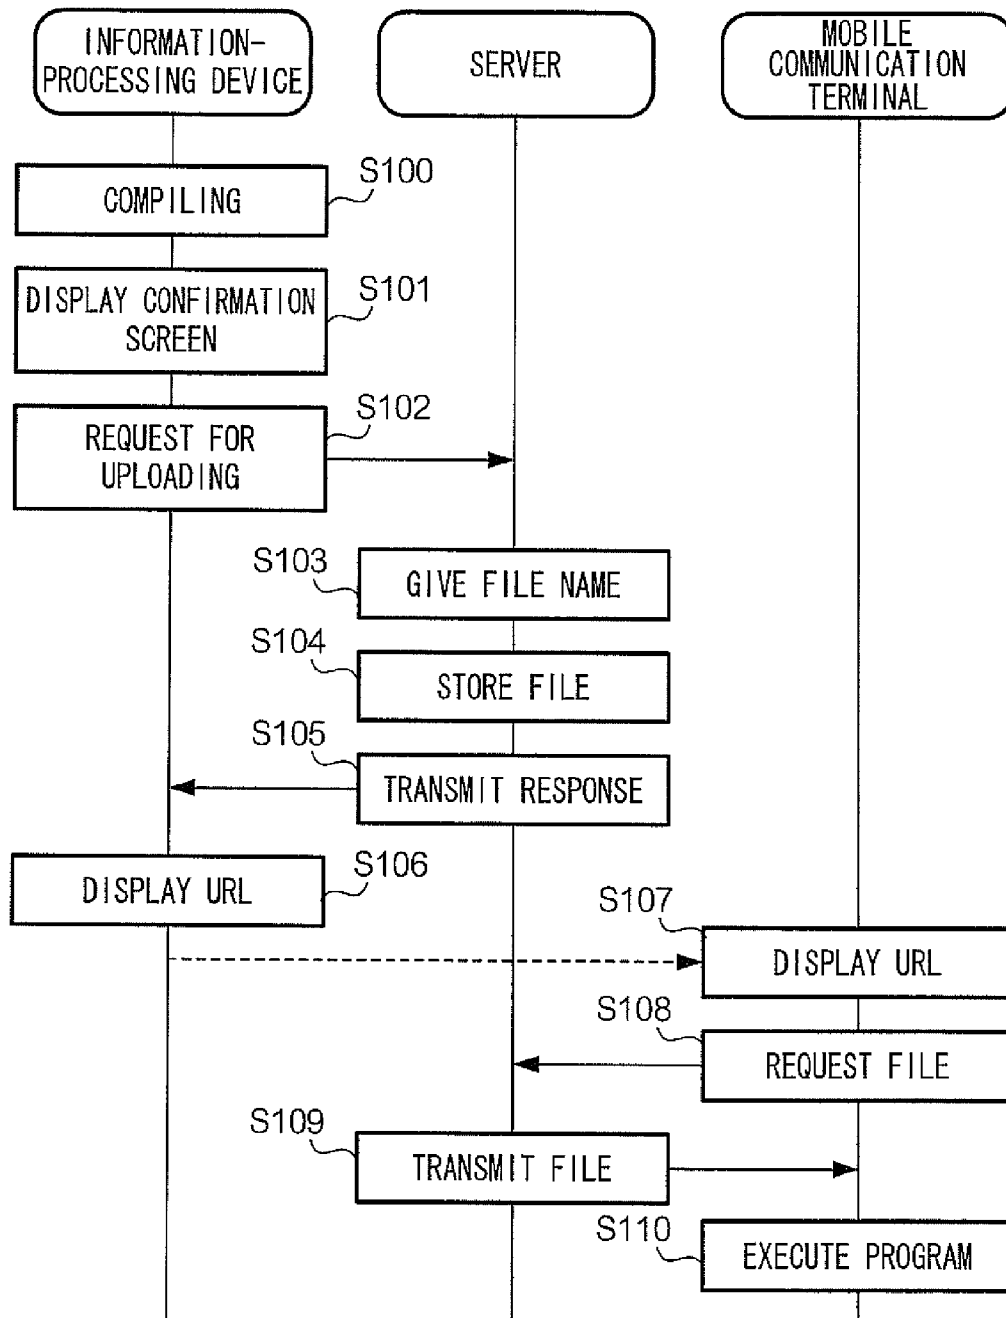 INFORMATION-
PROCESSING DEVICE
SERVER
MOBILE
COMMUNICATION
TERMINAL
S100
COMPILING
S101
DISPLAY CONFIRMATION
SCREEN
S102
REQUEST FOR
UPLOADING
S103
GIVE FILE NAME
S104
STORE FILE
S105
TRANSMIT RESPONSE
S106
DISPLAY URL
S107
DISPLAY URL
S108
REQUEST FILE
S109
TRANSMIT FILE
S110
EXECUTE PROGRAM